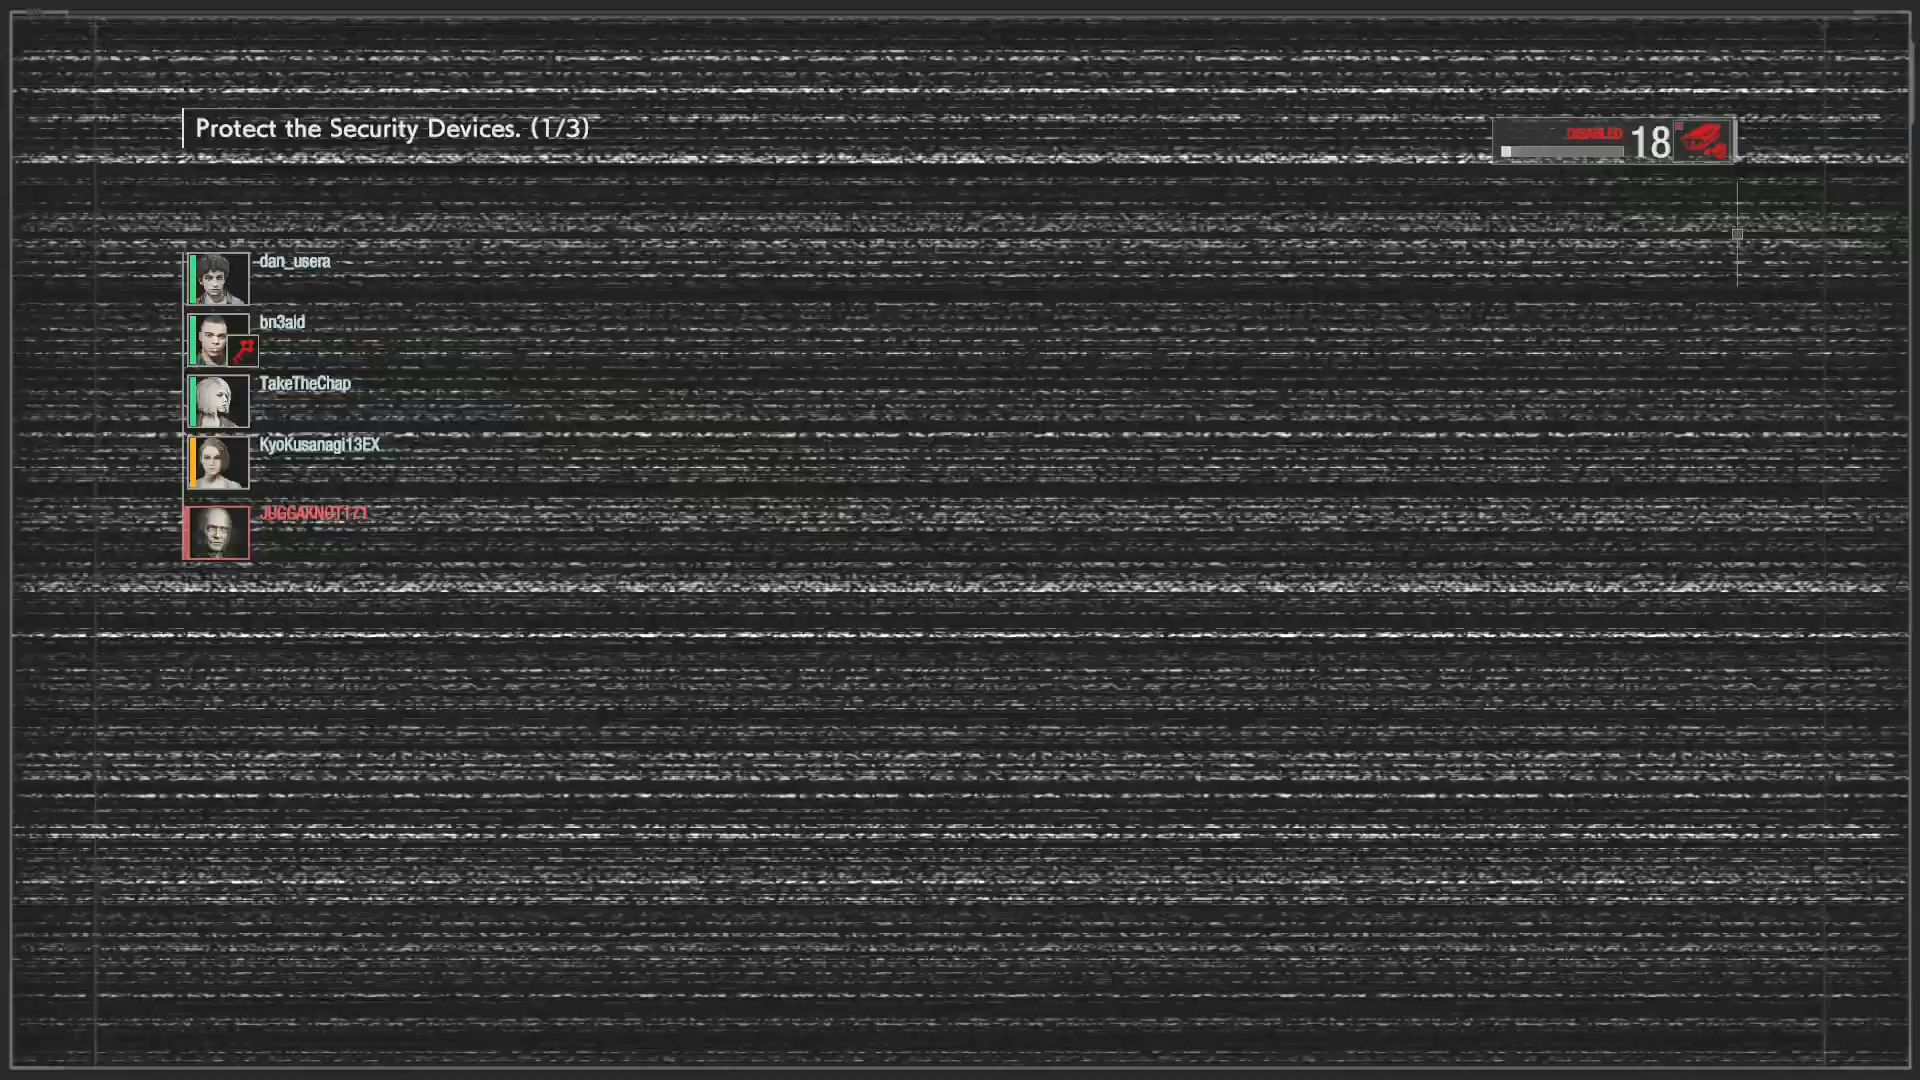 Protect the Security Devices. (1/3)
DISABLED
18
dan_usera
bn3aid
TakeTheChap
KyoKusanagi13EX
JUGGAKNOT171